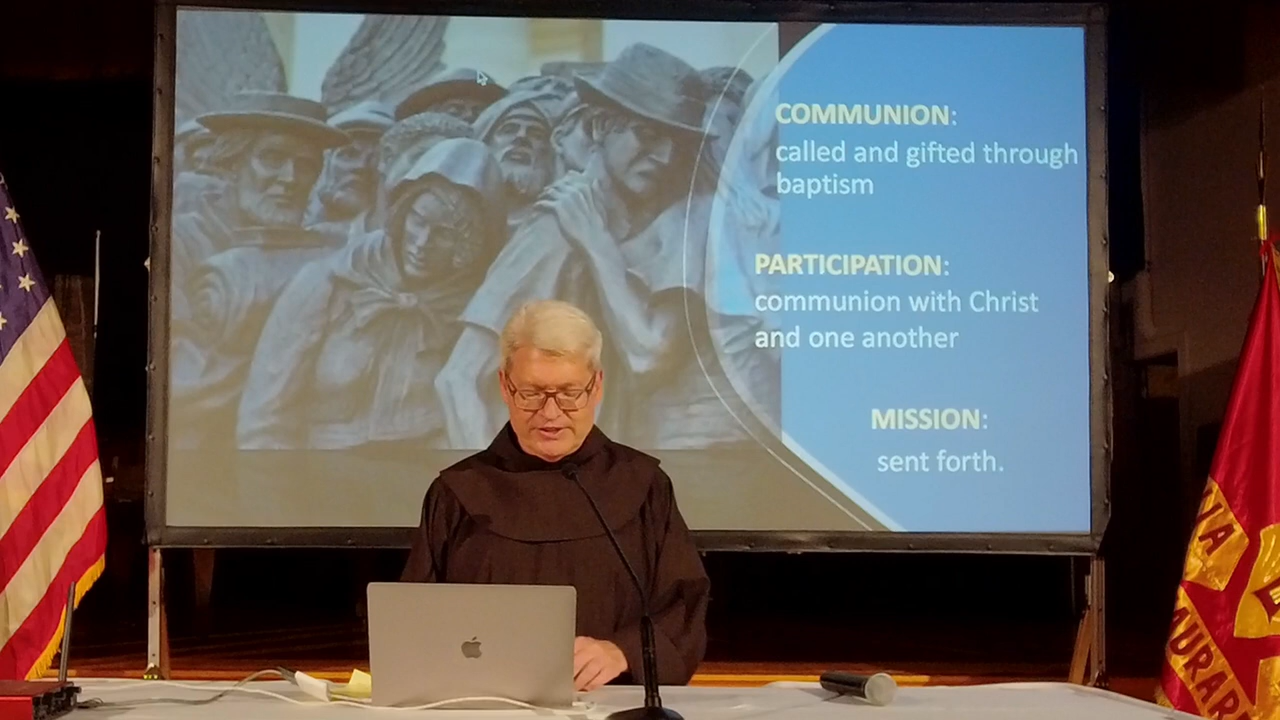 COMMUNION:
called and gifted through
baptism
PARTICIPATION:
communion with Christ
and one another
MISSION:
sent forth.